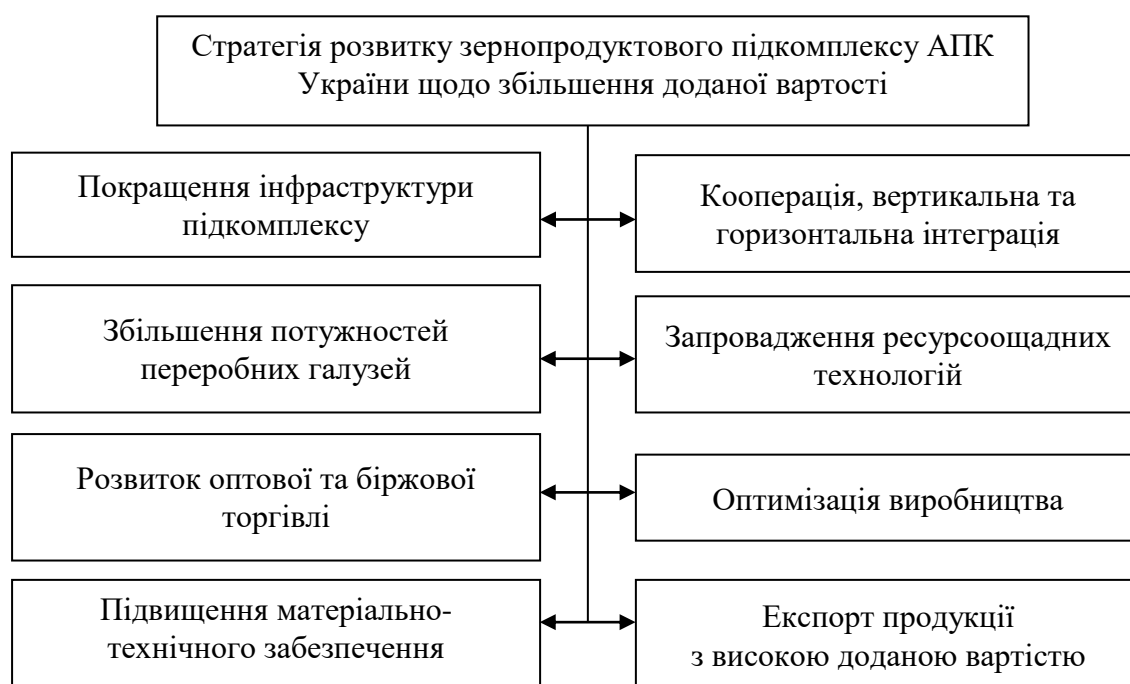 Стратегія розвитку зернопродуктового підкомплексу АПК
України щодо збільшення доданої вартості
Покращення інфраструктури
підкомплексу
Кооперація, вертикальна та
горизонтальна інтеграція
Збільшення потужностей
переробних галузей
Запровадження ресурсоощадних
технологій
Розвиток оптової та біржової
торгівлі
Оптимізація виробництва
Підвищення матеріально-
технічного забезпечення
Експорт продукції
з високою доданою вартістю